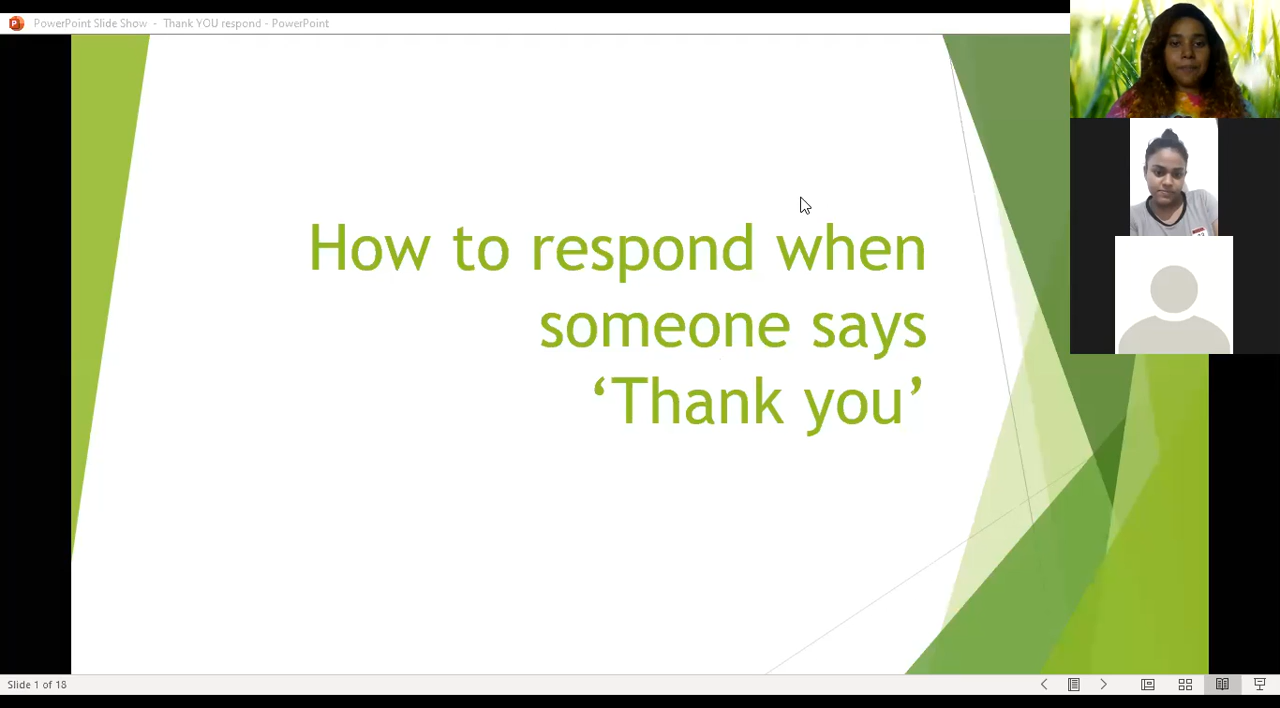 PowerPoint Slide Show - Thank YOU respond - PowerPoint
How to respond when
someone says
‘Thank you’
Slide 1 of 18